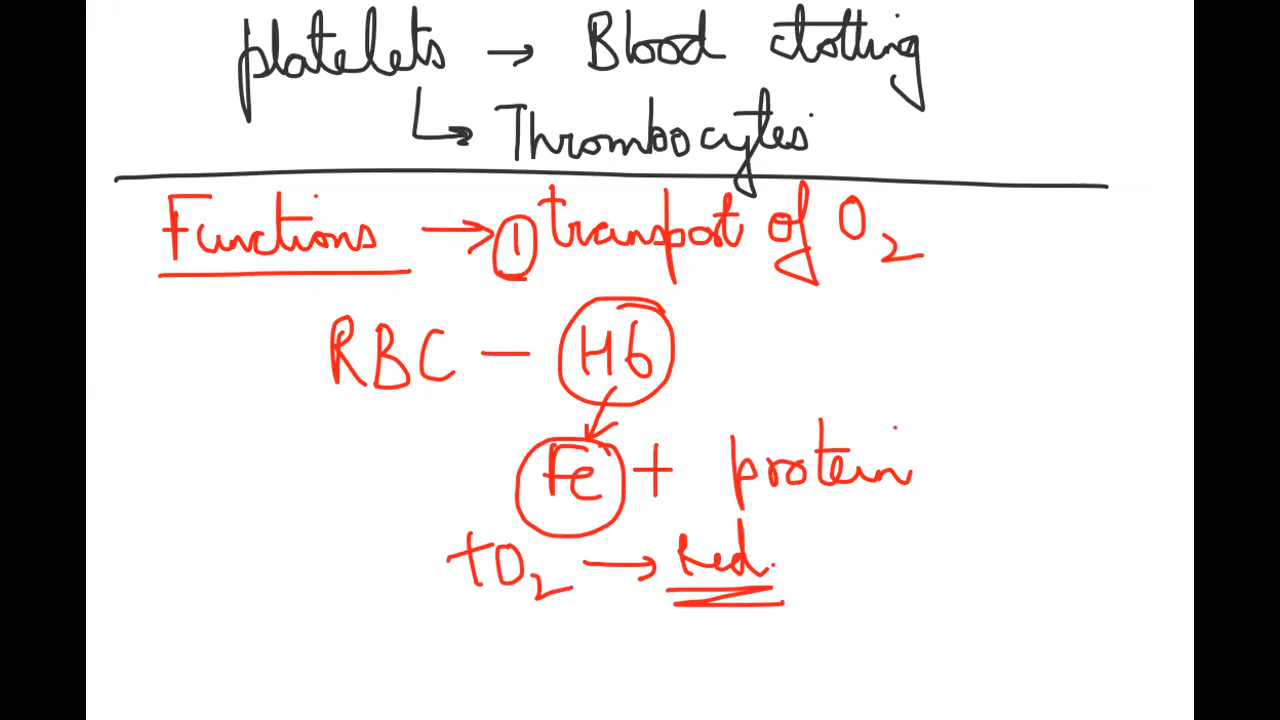 platelets → Blood clotting
↳ Thrombocytes
Functions → ① transport of O₂
RBC — Hb
Fe + protein
+O₂ → Red.